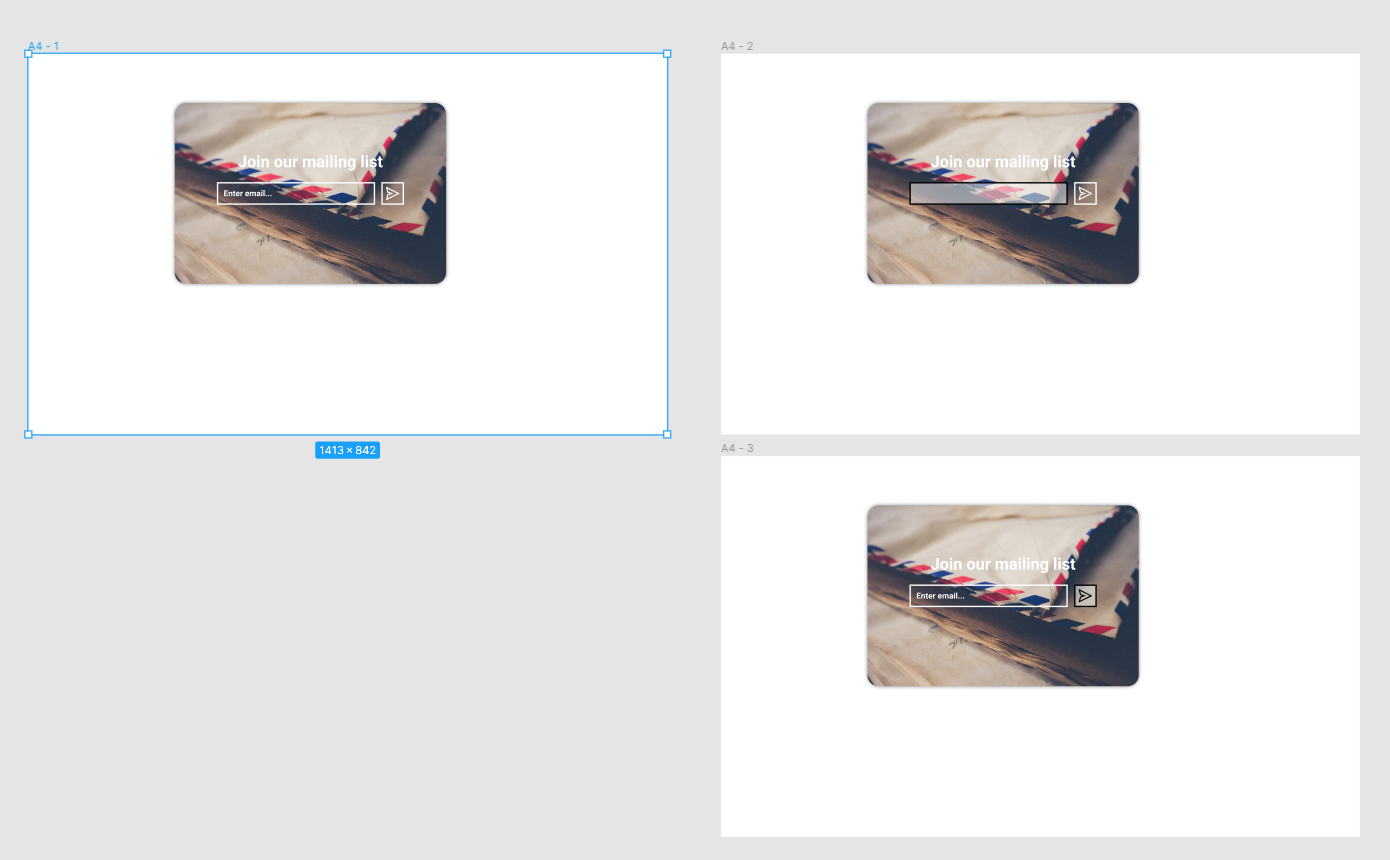 A4 - 1
Join our mailing list
Enter email...
1413 × 842
A4 - 2
Join our mailing list
A4 - 3
Join our mailing list
Enter email...